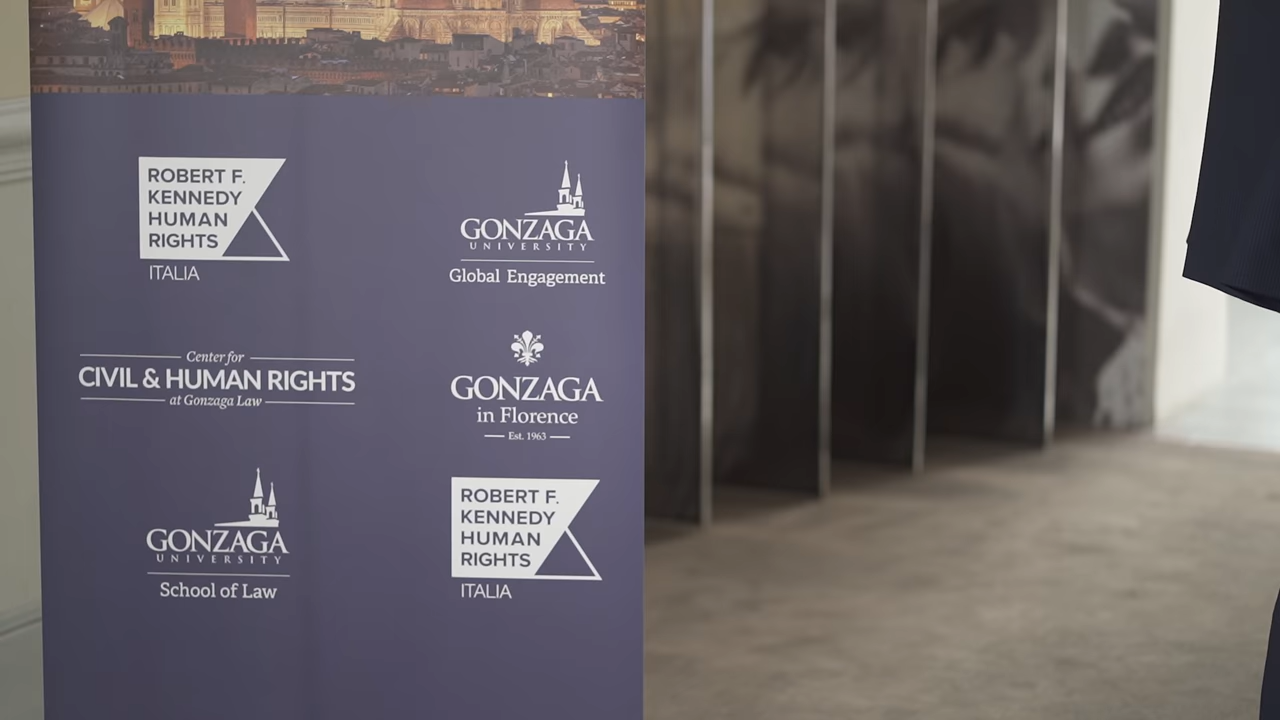 ROBERT F.
KENNEDY
HUMAN
RIGHTS
ITALIA
GONZAGA
UNIVERSITY
Global Engagement
Center for
CIVIL & HUMAN RIGHTS
at Gonzaga Law
GONZAGA
in Florence
Est. 1963
GONZAGA
UNIVERSITY
School of Law
ROBERT F.
KENNEDY
HUMAN
RIGHTS
ITALIA